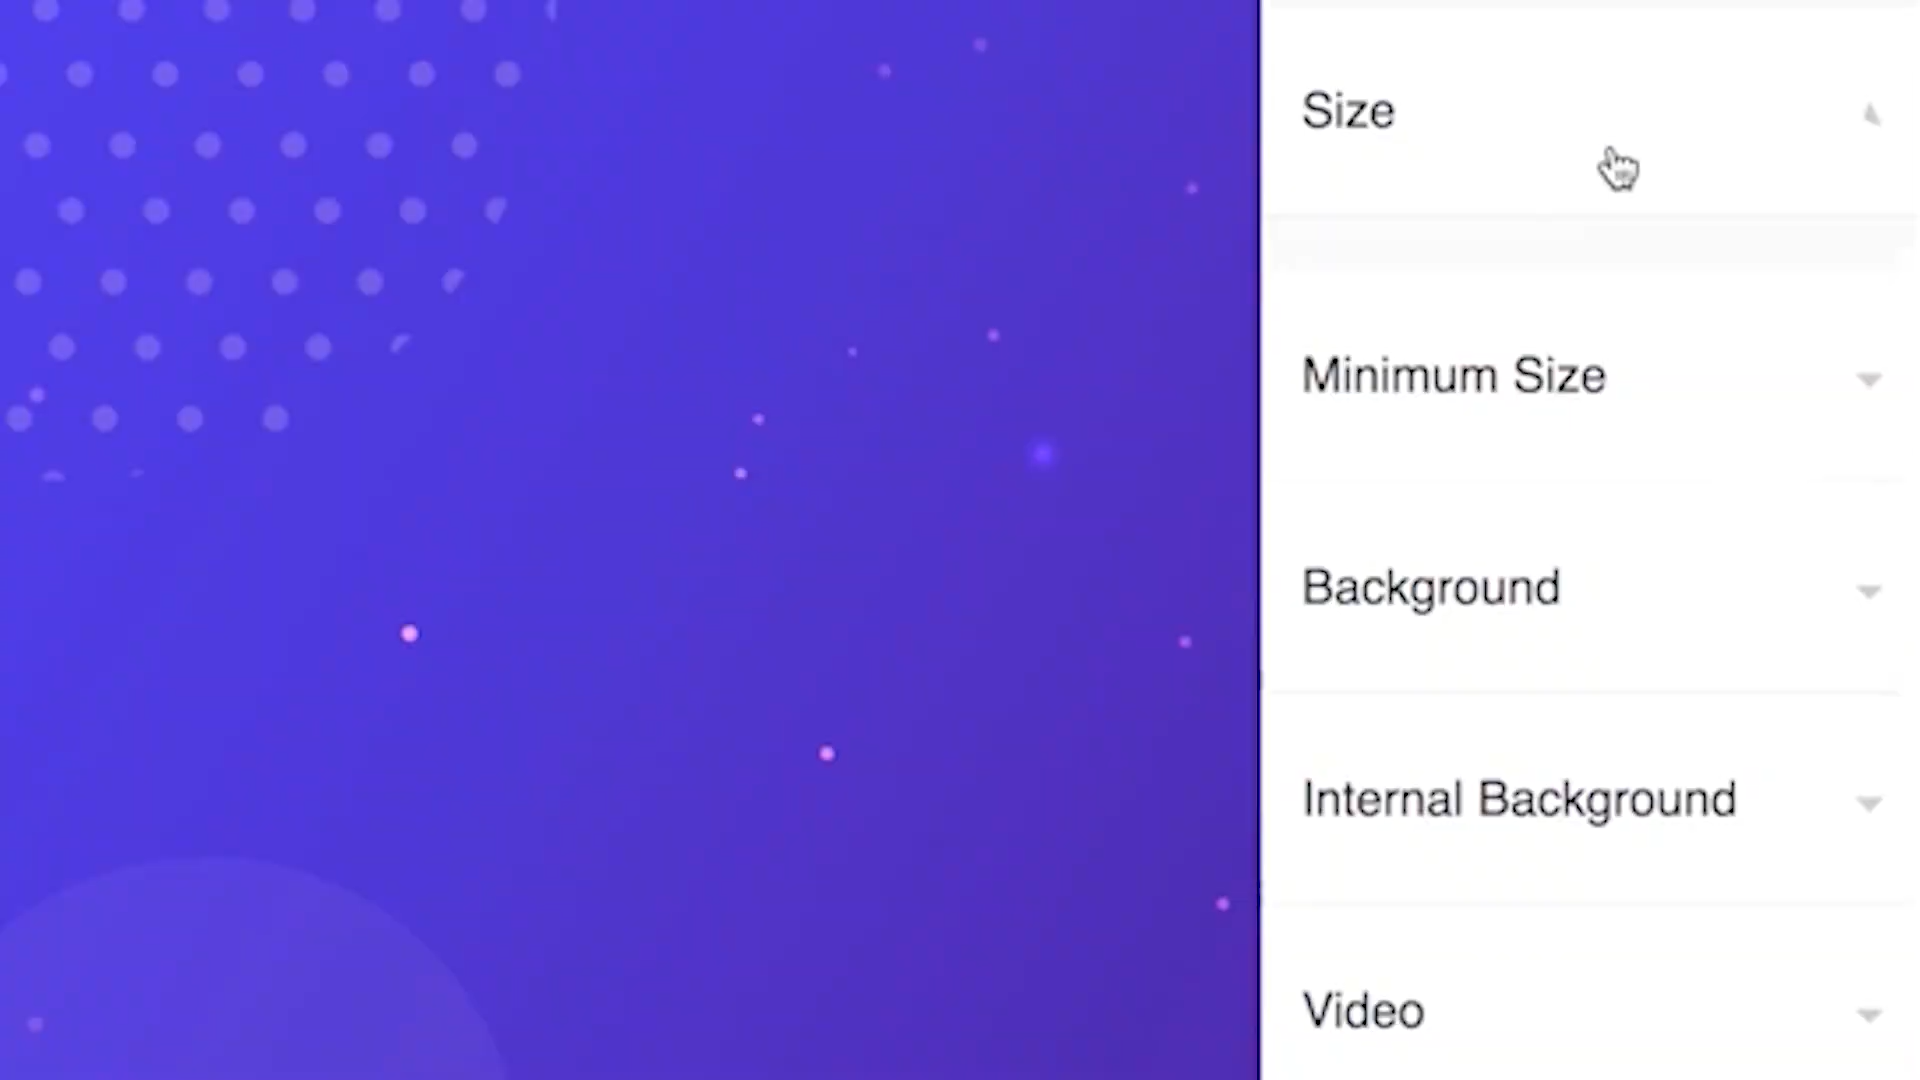 Size
Minimum Size
Background
Internal Background
Video